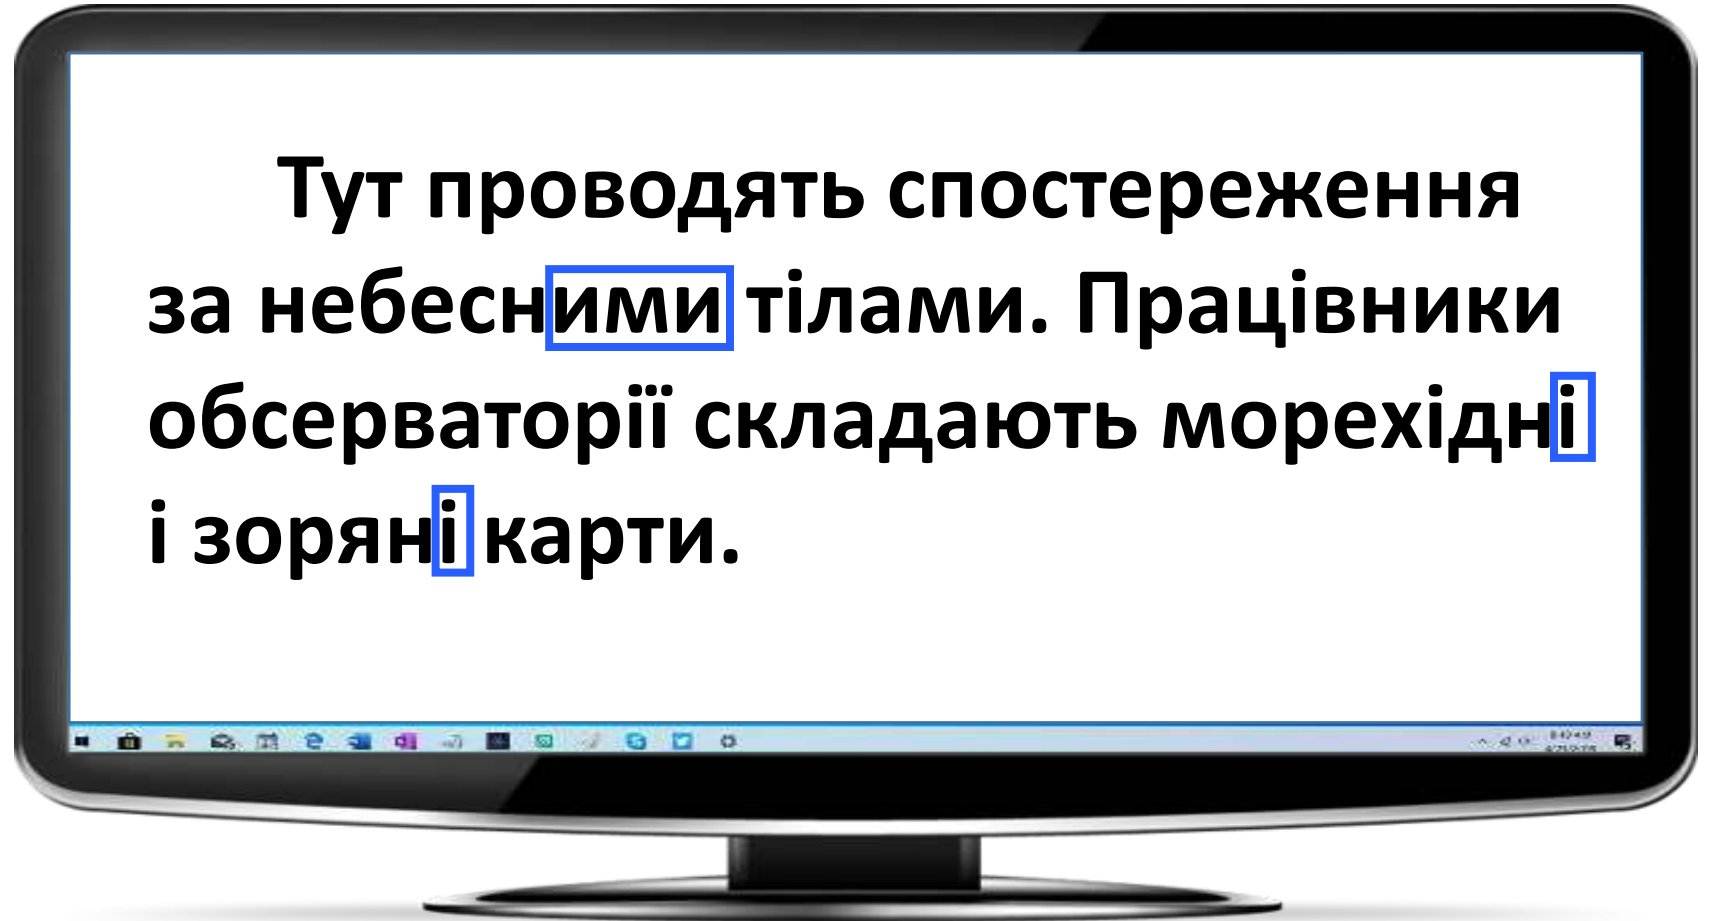 Тут проводять спостереження
за небесними тілами. Працівники
обсерваторії складають морехідні
і зоряні карти.